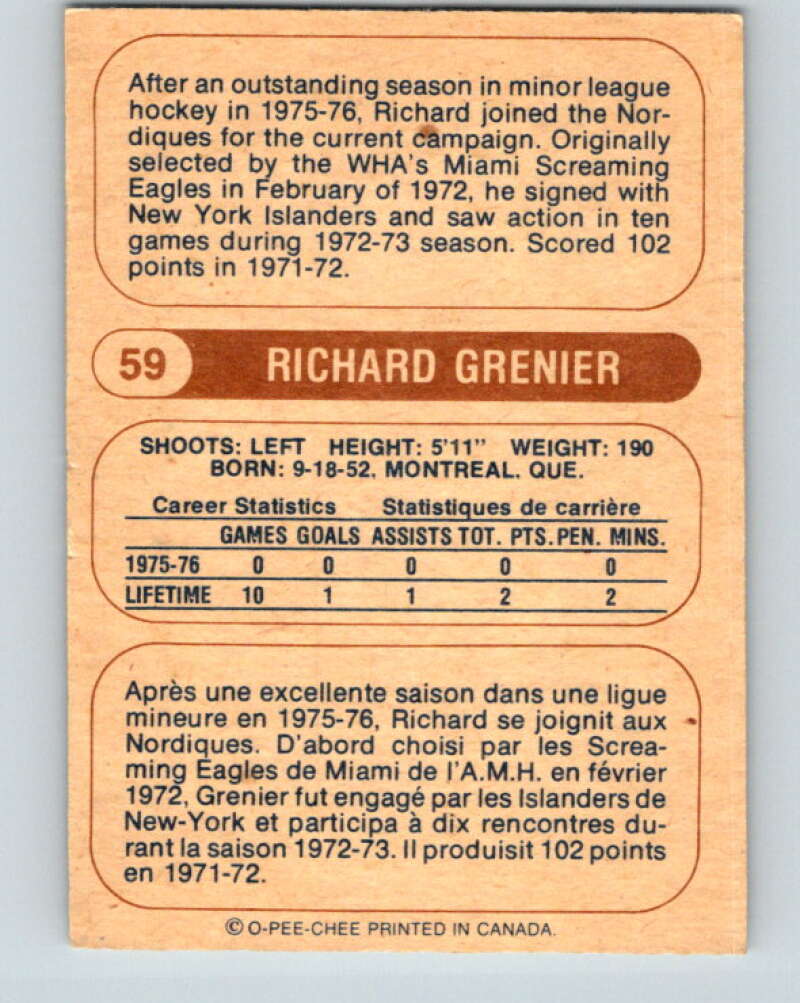 After an outstanding season in minor league
hockey in 1975-76, Richard joined the Nor-
diques for the current campaign. Originally
selected by the WHA's Miami Screaming
Eagles in February of 1972, he signed with
New York Islanders and saw action in ten
games during 1972-73 season. Scored 102
points in 1971-72.
59 RICHARD GRENIER
SHOOTS: LEFT HEIGHT: 5'11" WEIGHT: 190
BORN: 9-18-52, MONTREAL, QUE.
Career Statistics Statistiques de carrière
GAMES GOALS ASSISTS TOT. PTS. PEN. MINS.
1975-76 0 0 0 0 0
LIFETIME 10 1 1 2 2
Après une excellente saison dans une ligue
mineure en 1975-76, Richard se joignit aux
Nordiques. D'abord choisi par les Screa-
ming Eagles de Miami de l'A.M.H. en février
1972, Grenier fut engagé par les Islanders de
New-York et participa à dix rencontres du-
rant la saison 1972-73. Il produisit 102 points
en 1971-72.
© O-PEE-CHEE PRINTED IN CANADA.